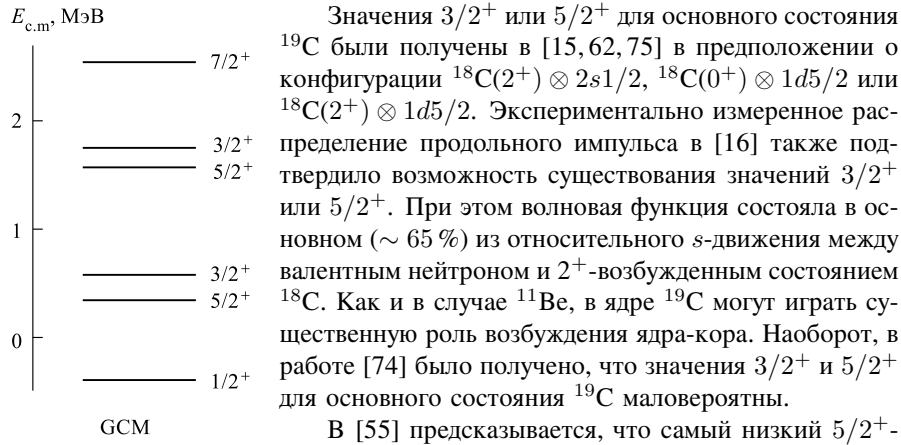 E_c.m, МэВ
2
1
0
7/2⁺
3/2⁺
5/2⁺
3/2⁺
5/2⁺
1/2⁺
GCM
Значения 3/2⁺ или 5/2⁺ для основного состояния
¹⁹C были получены в [15, 62, 75] в предположении о
конфигурации ¹⁸C(2⁺) ⊗ 2s1/2, ¹⁸C(0⁺) ⊗ 1d5/2 или
¹⁸C(2⁺) ⊗ 1d5/2. Экспериментально измеренное рас-
пределение продольного импульса в [16] также под-
твердило возможность существования значений 3/2⁺
или 5/2⁺. При этом волновая функция состояла в ос-
новном (∼ 65 %) из относительного s-движения между
валентным нейтроном и 2⁺-возбужденным состоянием
¹⁸C. Как и в случае ¹¹Be, в ядре ¹⁹C могут играть су-
щественную роль возбуждения ядра-кора. Наоборот, в
работе [74] было получено, что значения 3/2⁺ и 5/2⁺
для основного состояния ¹⁹C маловероятны.
В [55] предсказывается, что самый низкий 5/2⁺-